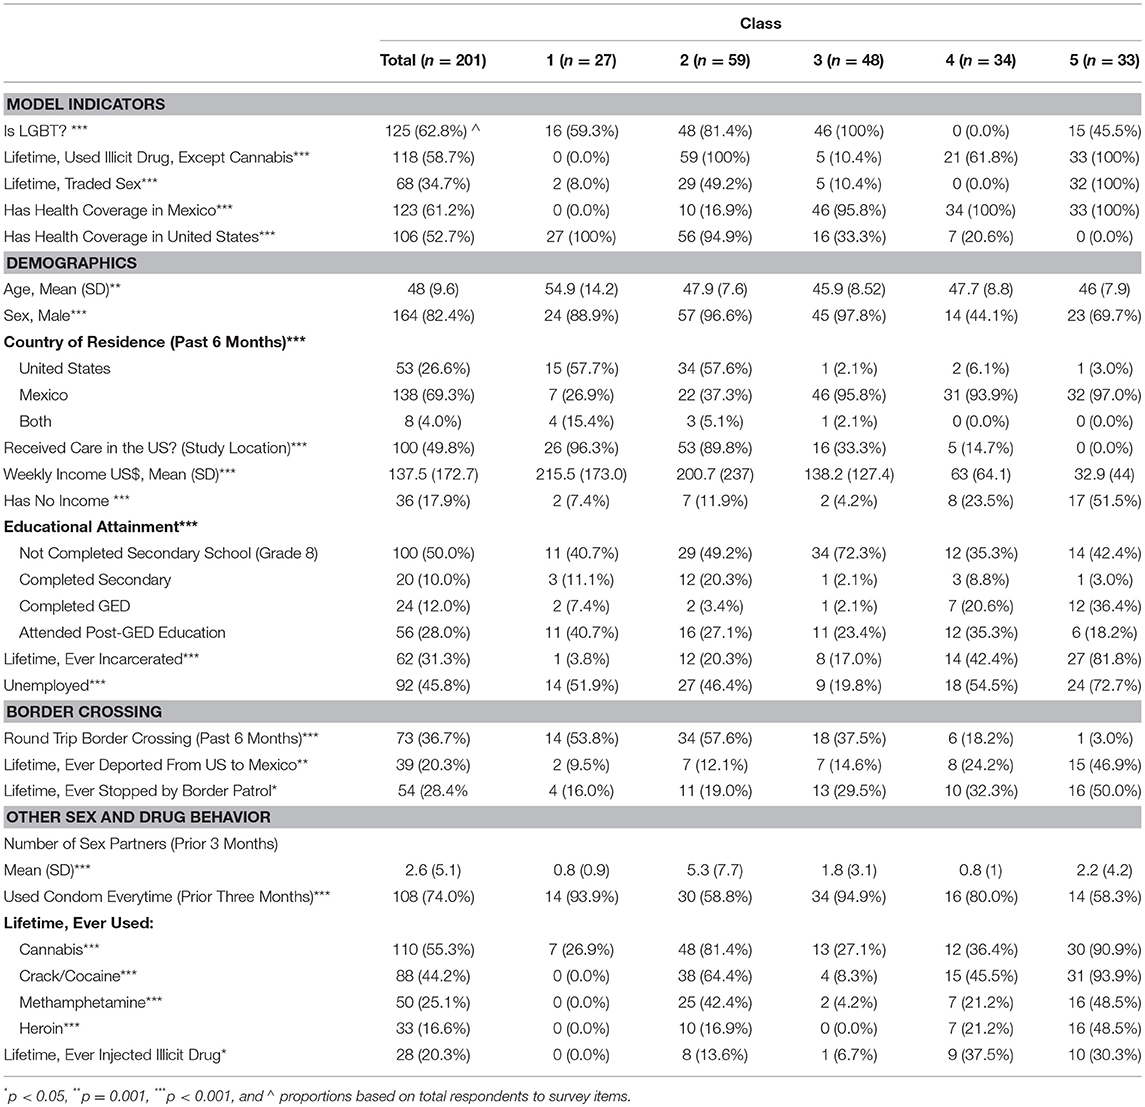 Class
Total (n = 201) 1 (n = 27) 2 (n = 59) 3 (n = 48) 4 (n = 34) 5 (n = 33)
MODEL INDICATORS
Is LGBT? *** 125 (62.8%) ^ 16 (59.3%) 48 (81.4%) 46 (100%) 0 (0.0%) 15 (45.5%)
Lifetime, Used Illicit Drug, Except Cannabis*** 118 (58.7%) 0 (0.0%) 59 (100%) 5 (10.4%) 21 (61.8%) 33 (100%)
Lifetime, Traded Sex*** 68 (34.7%) 2 (8.0%) 29 (49.2%) 5 (10.4%) 0 (0.0%) 32 (100%)
Has Health Coverage in Mexico*** 123 (61.2%) 0 (0.0%) 10 (16.9%) 46 (95.8%) 34 (100%) 33 (100%)
Has Health Coverage in United States*** 106 (52.7%) 27 (100%) 56 (94.9%) 16 (33.3%) 7 (20.6%) 0 (0.0%)
DEMOGRAPHICS
Age, Mean (SD)** 48 (9.6) 54.9 (14.2) 47.9 (7.6) 45.9 (8.52) 47.7 (8.8) 46 (7.9)
Sex, Male*** 164 (82.4%) 24 (88.9%) 57 (96.6%) 45 (97.8%) 14 (44.1%) 23 (69.7%)
Country of Residence (Past 6 Months)***
United States 53 (26.6%) 15 (57.7%) 34 (57.6%) 1 (2.1%) 2 (6.1%) 1 (3.0%)
Mexico 138 (69.3%) 7 (26.9%) 22 (37.3%) 46 (95.8%) 31 (93.9%) 32 (97.0%)
Both 8 (4.0%) 4 (15.4%) 3 (5.1%) 1 (2.1%) 0 (0.0%) 0 (0.0%)
Received Care in the US? (Study Location)*** 100 (49.8%) 26 (96.3%) 53 (89.8%) 16 (33.3%) 5 (14.7%) 0 (0.0%)
Weekly Income US$, Mean (SD)*** 137.5 (172.7) 215.5 (173.0) 200.7 (237) 138.2 (127.4) 63 (64.1) 32.9 (44)
Has No Income *** 36 (17.9%) 2 (7.4%) 7 (11.9%) 2 (4.2%) 8 (23.5%) 17 (51.5%)
Educational Attainment***
Not Completed Secondary School (Grade 8) 100 (50.0%) 11 (40.7%) 29 (49.2%) 34 (72.3%) 12 (35.3%) 14 (42.4%)
Completed Secondary 20 (10.0%) 3 (11.1%) 12 (20.3%) 1 (2.1%) 3 (8.8%) 1 (3.0%)
Completed GED 24 (12.0%) 2 (7.4%) 2 (3.4%) 1 (2.1%) 7 (20.6%) 12 (36.4%)
Attended Post-GED Education 56 (28.0%) 11 (40.7%) 16 (27.1%) 11 (23.4%) 12 (35.3%) 6 (18.2%)
Lifetime, Ever Incarcerated*** 62 (31.3%) 1 (3.8%) 12 (20.3%) 8 (17.0%) 14 (42.4%) 27 (81.8%)
Unemployed*** 92 (45.8%) 14 (51.9%) 27 (46.4%) 9 (19.8%) 18 (54.5%) 24 (72.7%)
BORDER CROSSING
Round Trip Border Crossing (Past 6 Months)*** 73 (36.7%) 14 (53.8%) 34 (57.6%) 18 (37.5%) 6 (18.2%) 1 (3.0%)
Lifetime, Ever Deported From US to Mexico** 39 (20.3%) 2 (9.5%) 7 (12.1%) 7 (14.6%) 8 (24.2%) 15 (46.9%)
Lifetime, Ever Stopped by Border Patrol* 54 (28.4% 4 (16.0%) 11 (19.0%) 13 (29.5%) 10 (32.3%) 16 (50.0%)
OTHER SEX AND DRUG BEHAVIOR
Number of Sex Partners (Prior 3 Months)
Mean (SD)*** 2.6 (5.1) 0.8 (0.9) 5.3 (7.7) 1.8 (3.1) 0.8 (1) 2.2 (4.2)
Used Condom Everytime (Prior Three Months)*** 108 (74.0%) 14 (93.9%) 30 (58.8%) 34 (94.9%) 16 (80.0%) 14 (58.3%)
Lifetime, Ever Used:
Cannabis*** 110 (55.3%) 7 (26.9%) 48 (81.4%) 13 (27.1%) 12 (36.4%) 30 (90.9%)
Crack/Cocaine*** 88 (44.2%) 0 (0.0%) 38 (64.4%) 4 (8.3%) 15 (45.5%) 31 (93.9%)
Methamphetamine*** 50 (25.1%) 0 (0.0%) 25 (42.4%) 2 (4.2%) 7 (21.2%) 16 (48.5%)
Heroin*** 33 (16.6%) 0 (0.0%) 10 (16.9%) 0 (0.0%) 7 (21.2%) 16 (48.5%)
Lifetime, Ever Injected Illicit Drug* 28 (20.3%) 0 (0.0%) 8 (13.6%) 1 (6.7%) 9 (37.5%) 10 (30.3%)
*p < 0.05, **p = 0.001, ***p < 0.001, and ^ proportions based on total respondents to survey items.